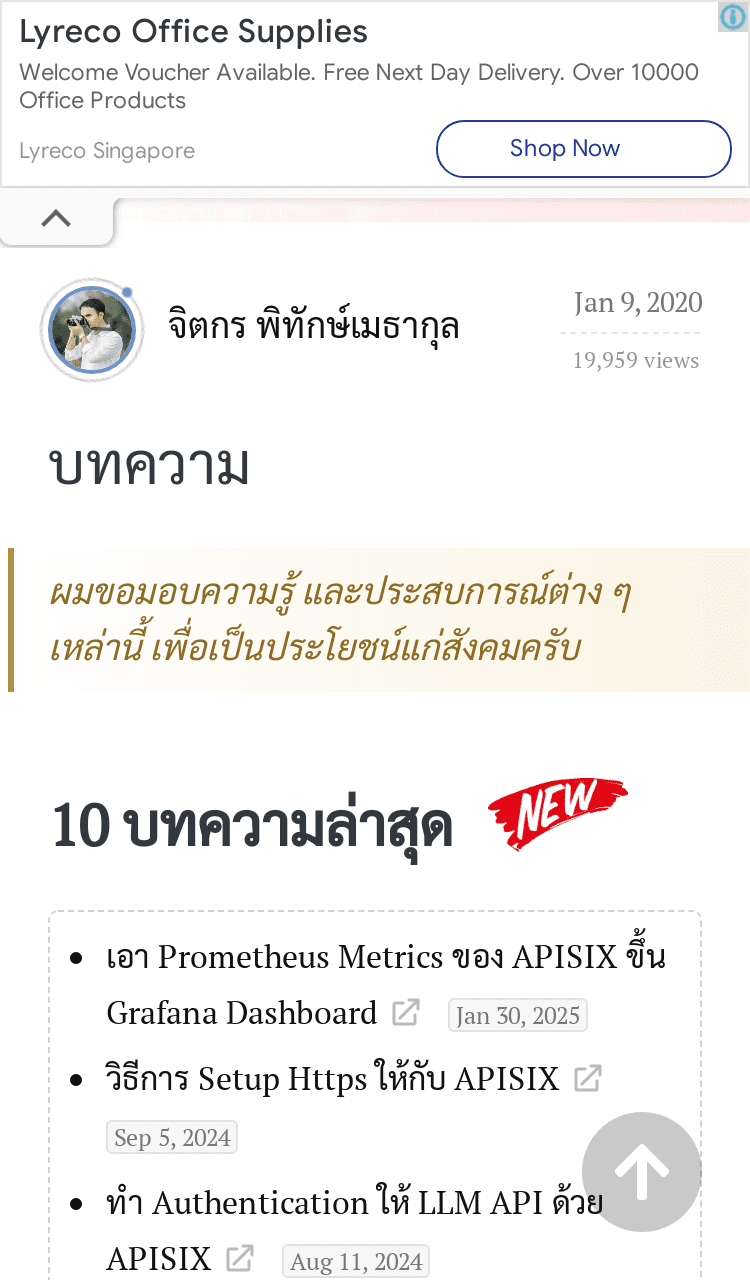 Lyreco Office Supplies
Welcome Voucher Available. Free Next Day Delivery. Over 10000
Office Products
Lyreco Singapore
Shop Now
จิตกร พิทักษ์เมธากุล
Jan 9, 2020
19,959 views
บทความ
ผมขอมอบความรู้ และประสบการณ์ต่าง ๆ
เหล่านี้ เพื่อเป็นประโยชน์แก่สังคมครับ
10 บทความล่าสุด NEW
เอา Prometheus Metrics ของ APISIX ขึ้น
Grafana Dashboard Jan 30, 2025
วิธีการ Setup Https ให้กับ APISIX
Sep 5, 2024
ทำ Authentication ให้ LLM API ด้วย
APISIX Aug 11, 2024